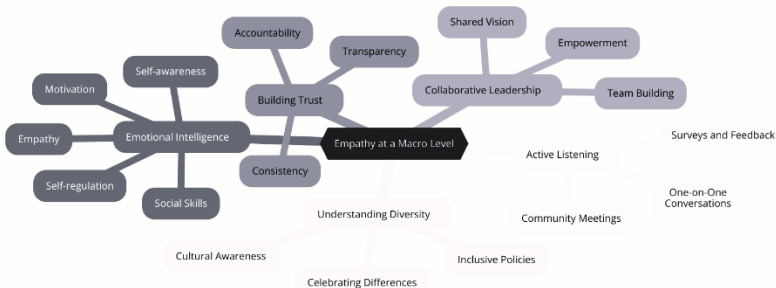 Shared Vision
Accountability
Empowerment
Transparency
Self-awareness
Motivation
Collaborative Leadership
Team Building
Building Trust
Empathy
Emotional Intelligence
Empathy at a Macro Level
Surveys and Feedback
Active Listening
Consistency
Self-regulation
Social Skills
One-on-One
Conversations
Understanding Diversity
Community Meetings
Cultural Awareness
Inclusive Policies
Celebrating Differences